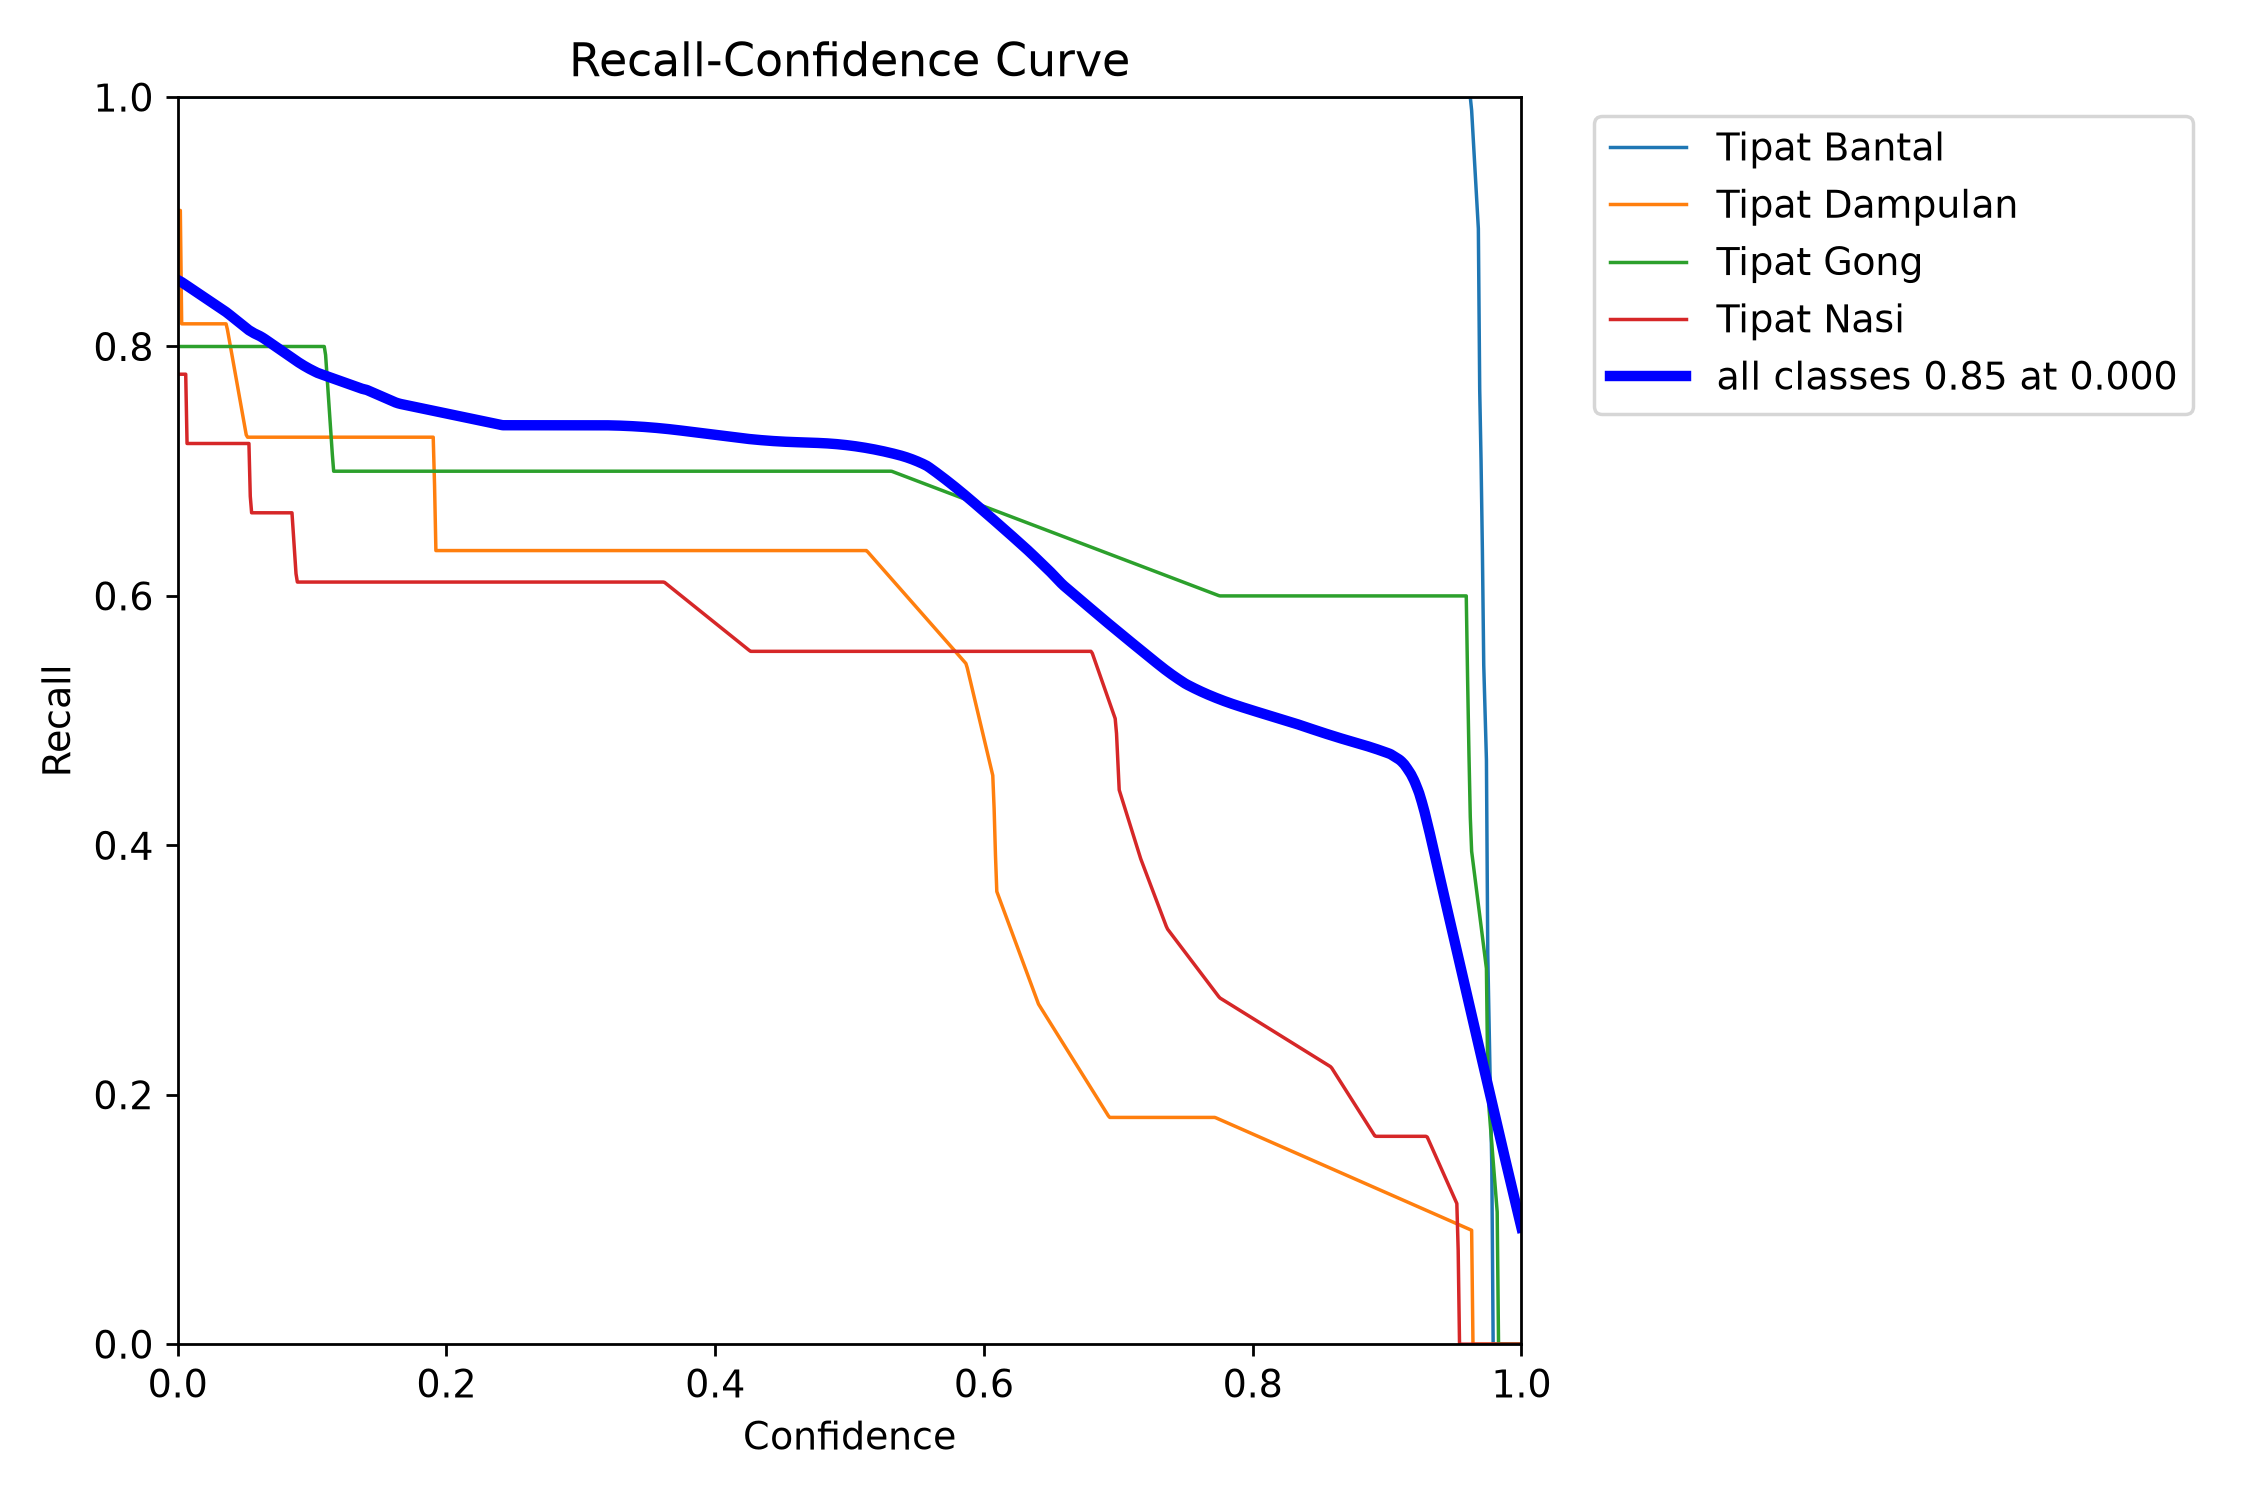 Recall-Confidence Curve
1.0
0.8
0.6
0.4
0.2
0.0
Recall
0.0 0.2 0.4 0.6 0.8 1.0
Confidence
Tipat Bantal
Tipat Dampulan
Tipat Gong
Tipat Nasi
all classes 0.85 at 0.000